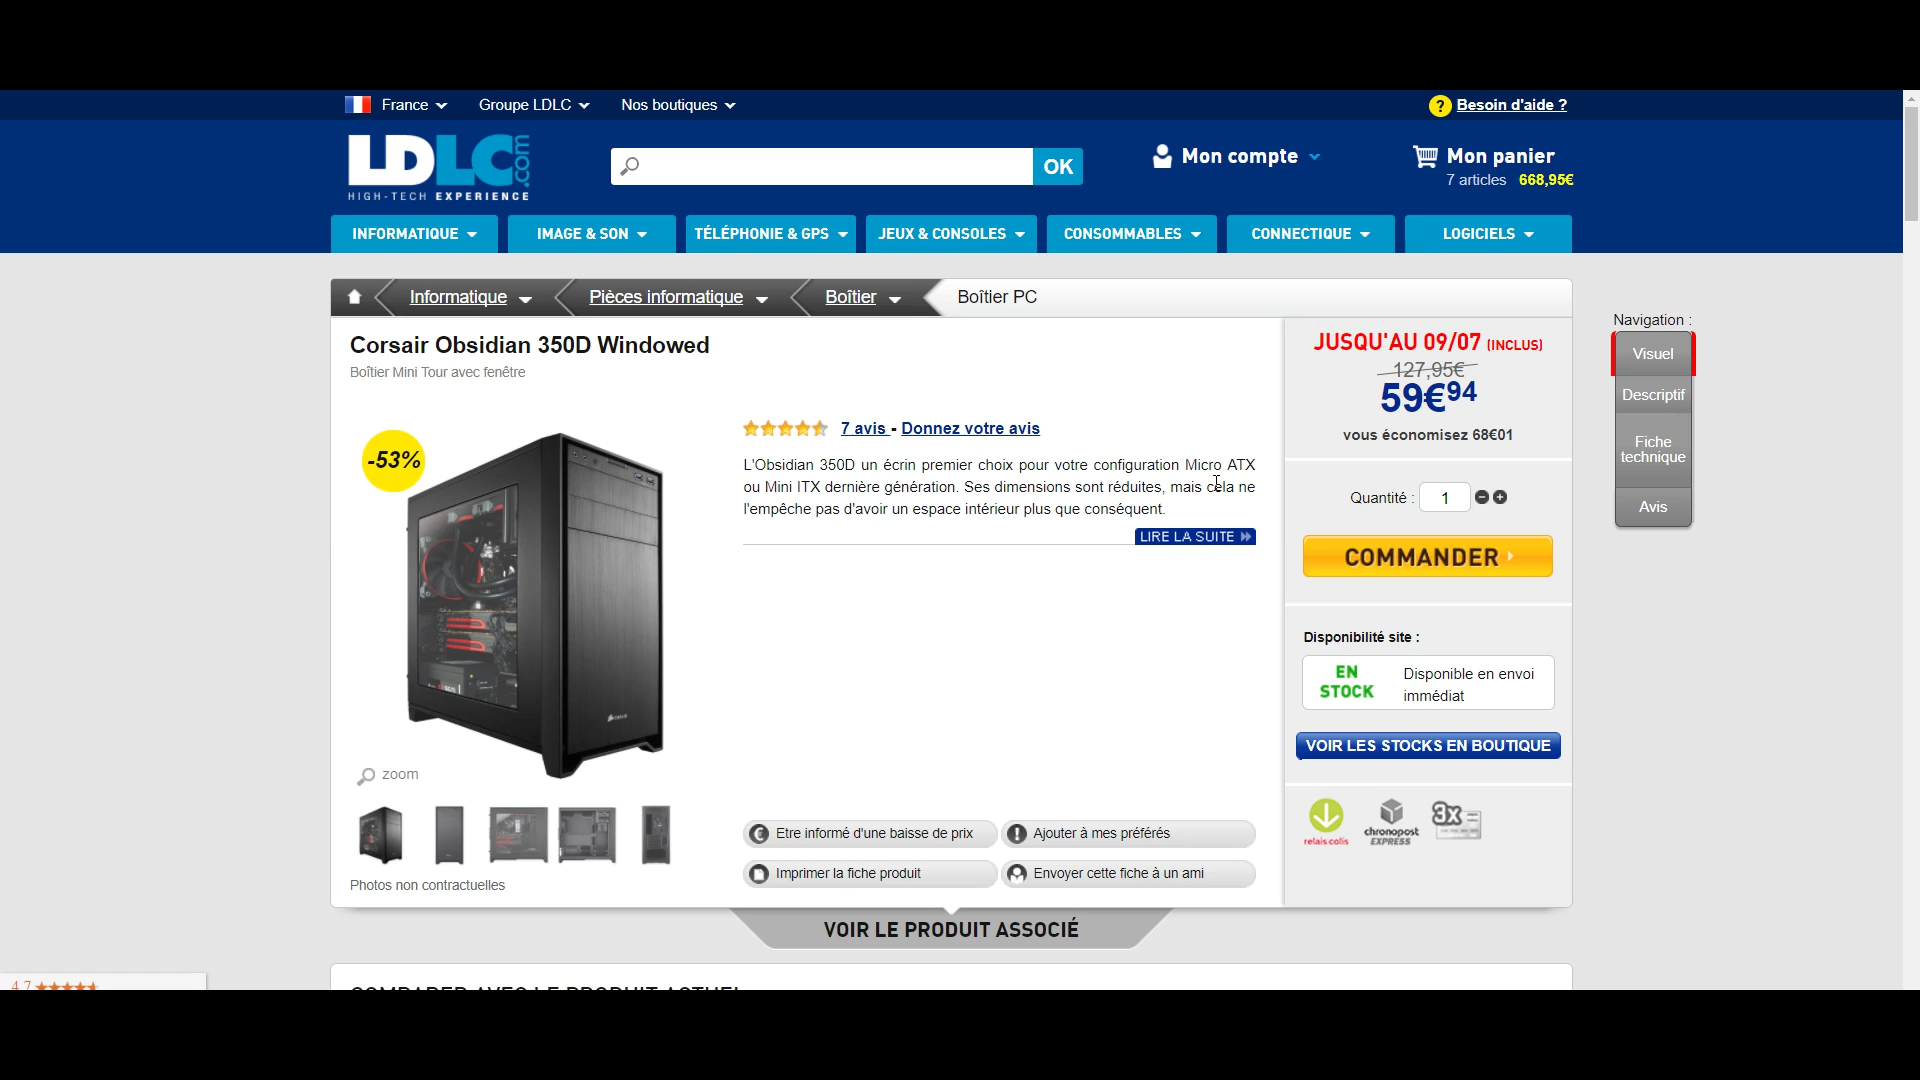 France
Groupe LDLC
Nos boutiques
?
Besoin d'aide ?
LDLC.com
HIGH-TECH EXPERIENCE
OK
Mon compte
Mon panier
7 articles 668,95€
INFORMATIQUE
IMAGE & SON
TÉLÉPHONIE & GPS
JEUX & CONSOLES
CONSOMMABLES
CONNECTIQUE
LOGICIELS
Informatique
Pièces informatique
Boîtier
Boîtier PC
Corsair Obsidian 350D Windowed
Boîtier Mini Tour avec fenêtre
-53%
7 avis - Donnez votre avis
L'Obsidian 350D un écrin premier choix pour votre configuration Micro ATX
ou Mini ITX dernière génération. Ses dimensions sont réduites, mais cela ne
l'empêche pas d'avoir un espace intérieur plus que conséquent.
LIRE LA SUITE
zoom
Photos non contractuelles
Etre informé d'une baisse de prix
Ajouter à mes préférés
Imprimer la fiche produit
Envoyer cette fiche à un ami
JUSQU'AU 09/07 (INCLUS)
127,95€
59€94
vous économisez 68€01
Quantité : 1
COMMANDER
Disponibilité site :
EN
STOCK
Disponible en envoi
immédiat
VOIR LES STOCKS EN BOUTIQUE
relais colis
chronopost
EXPRESS
3x
Navigation :
Visuel
Descriptif
Fiche
technique
Avis
VOIR LE PRODUIT ASSOCIÉ
4.7
COMPARER AVEC LE PRODUIT ACTUEL